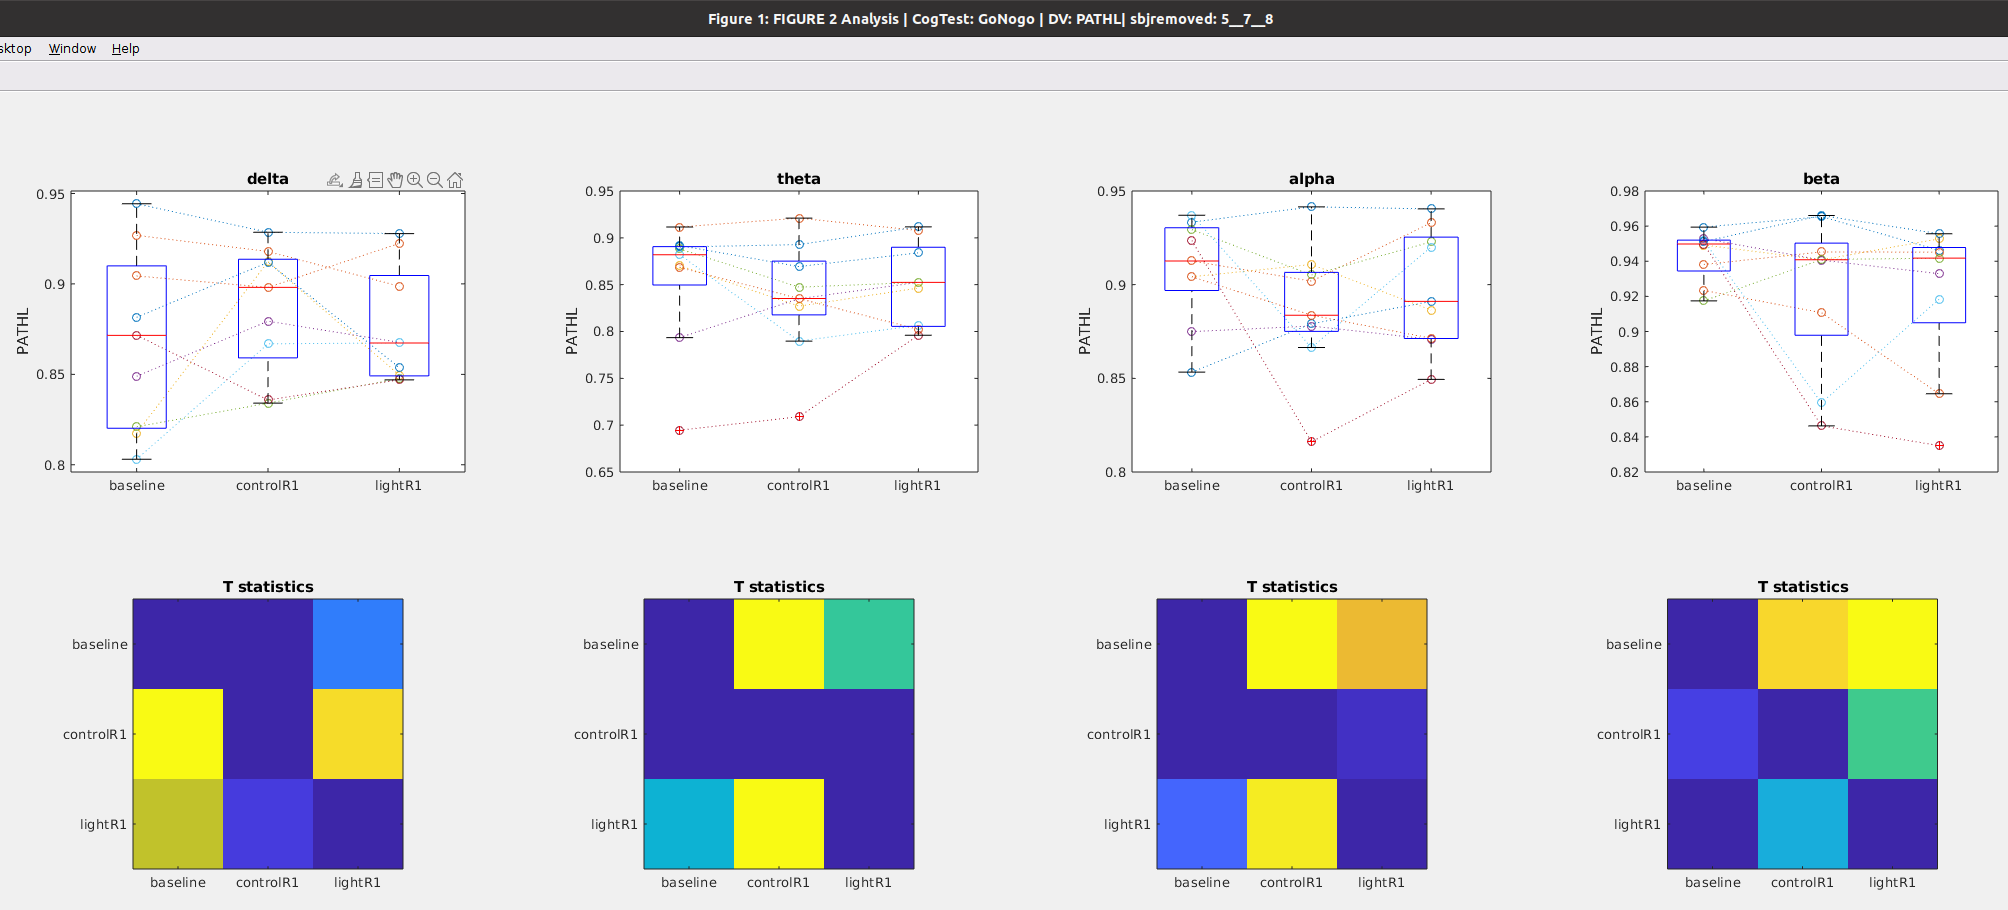 Figure 1: FIGURE 2 Analysis | CogTest: GoNogo | DV: PATHL| sbjremoved: 5__7__8
sktop Window Help
delta
PATHL
0.95
0.9
0.85
0.8
baseline controlR1 lightR1
theta
PATHL
0.95
0.9
0.85
0.8
0.75
0.7
0.65
baseline controlR1 lightR1
alpha
PATHL
0.95
0.9
0.85
0.8
baseline controlR1 lightR1
beta
PATHL
0.98
0.96
0.94
0.92
0.9
0.88
0.86
0.84
0.82
baseline controlR1 lightR1
T statistics
baseline
controlR1
lightR1
baseline controlR1 lightR1
T statistics
baseline
controlR1
lightR1
baseline controlR1 lightR1
T statistics
baseline
controlR1
lightR1
baseline controlR1 lightR1
T statistics
baseline
controlR1
lightR1
baseline controlR1 lightR1